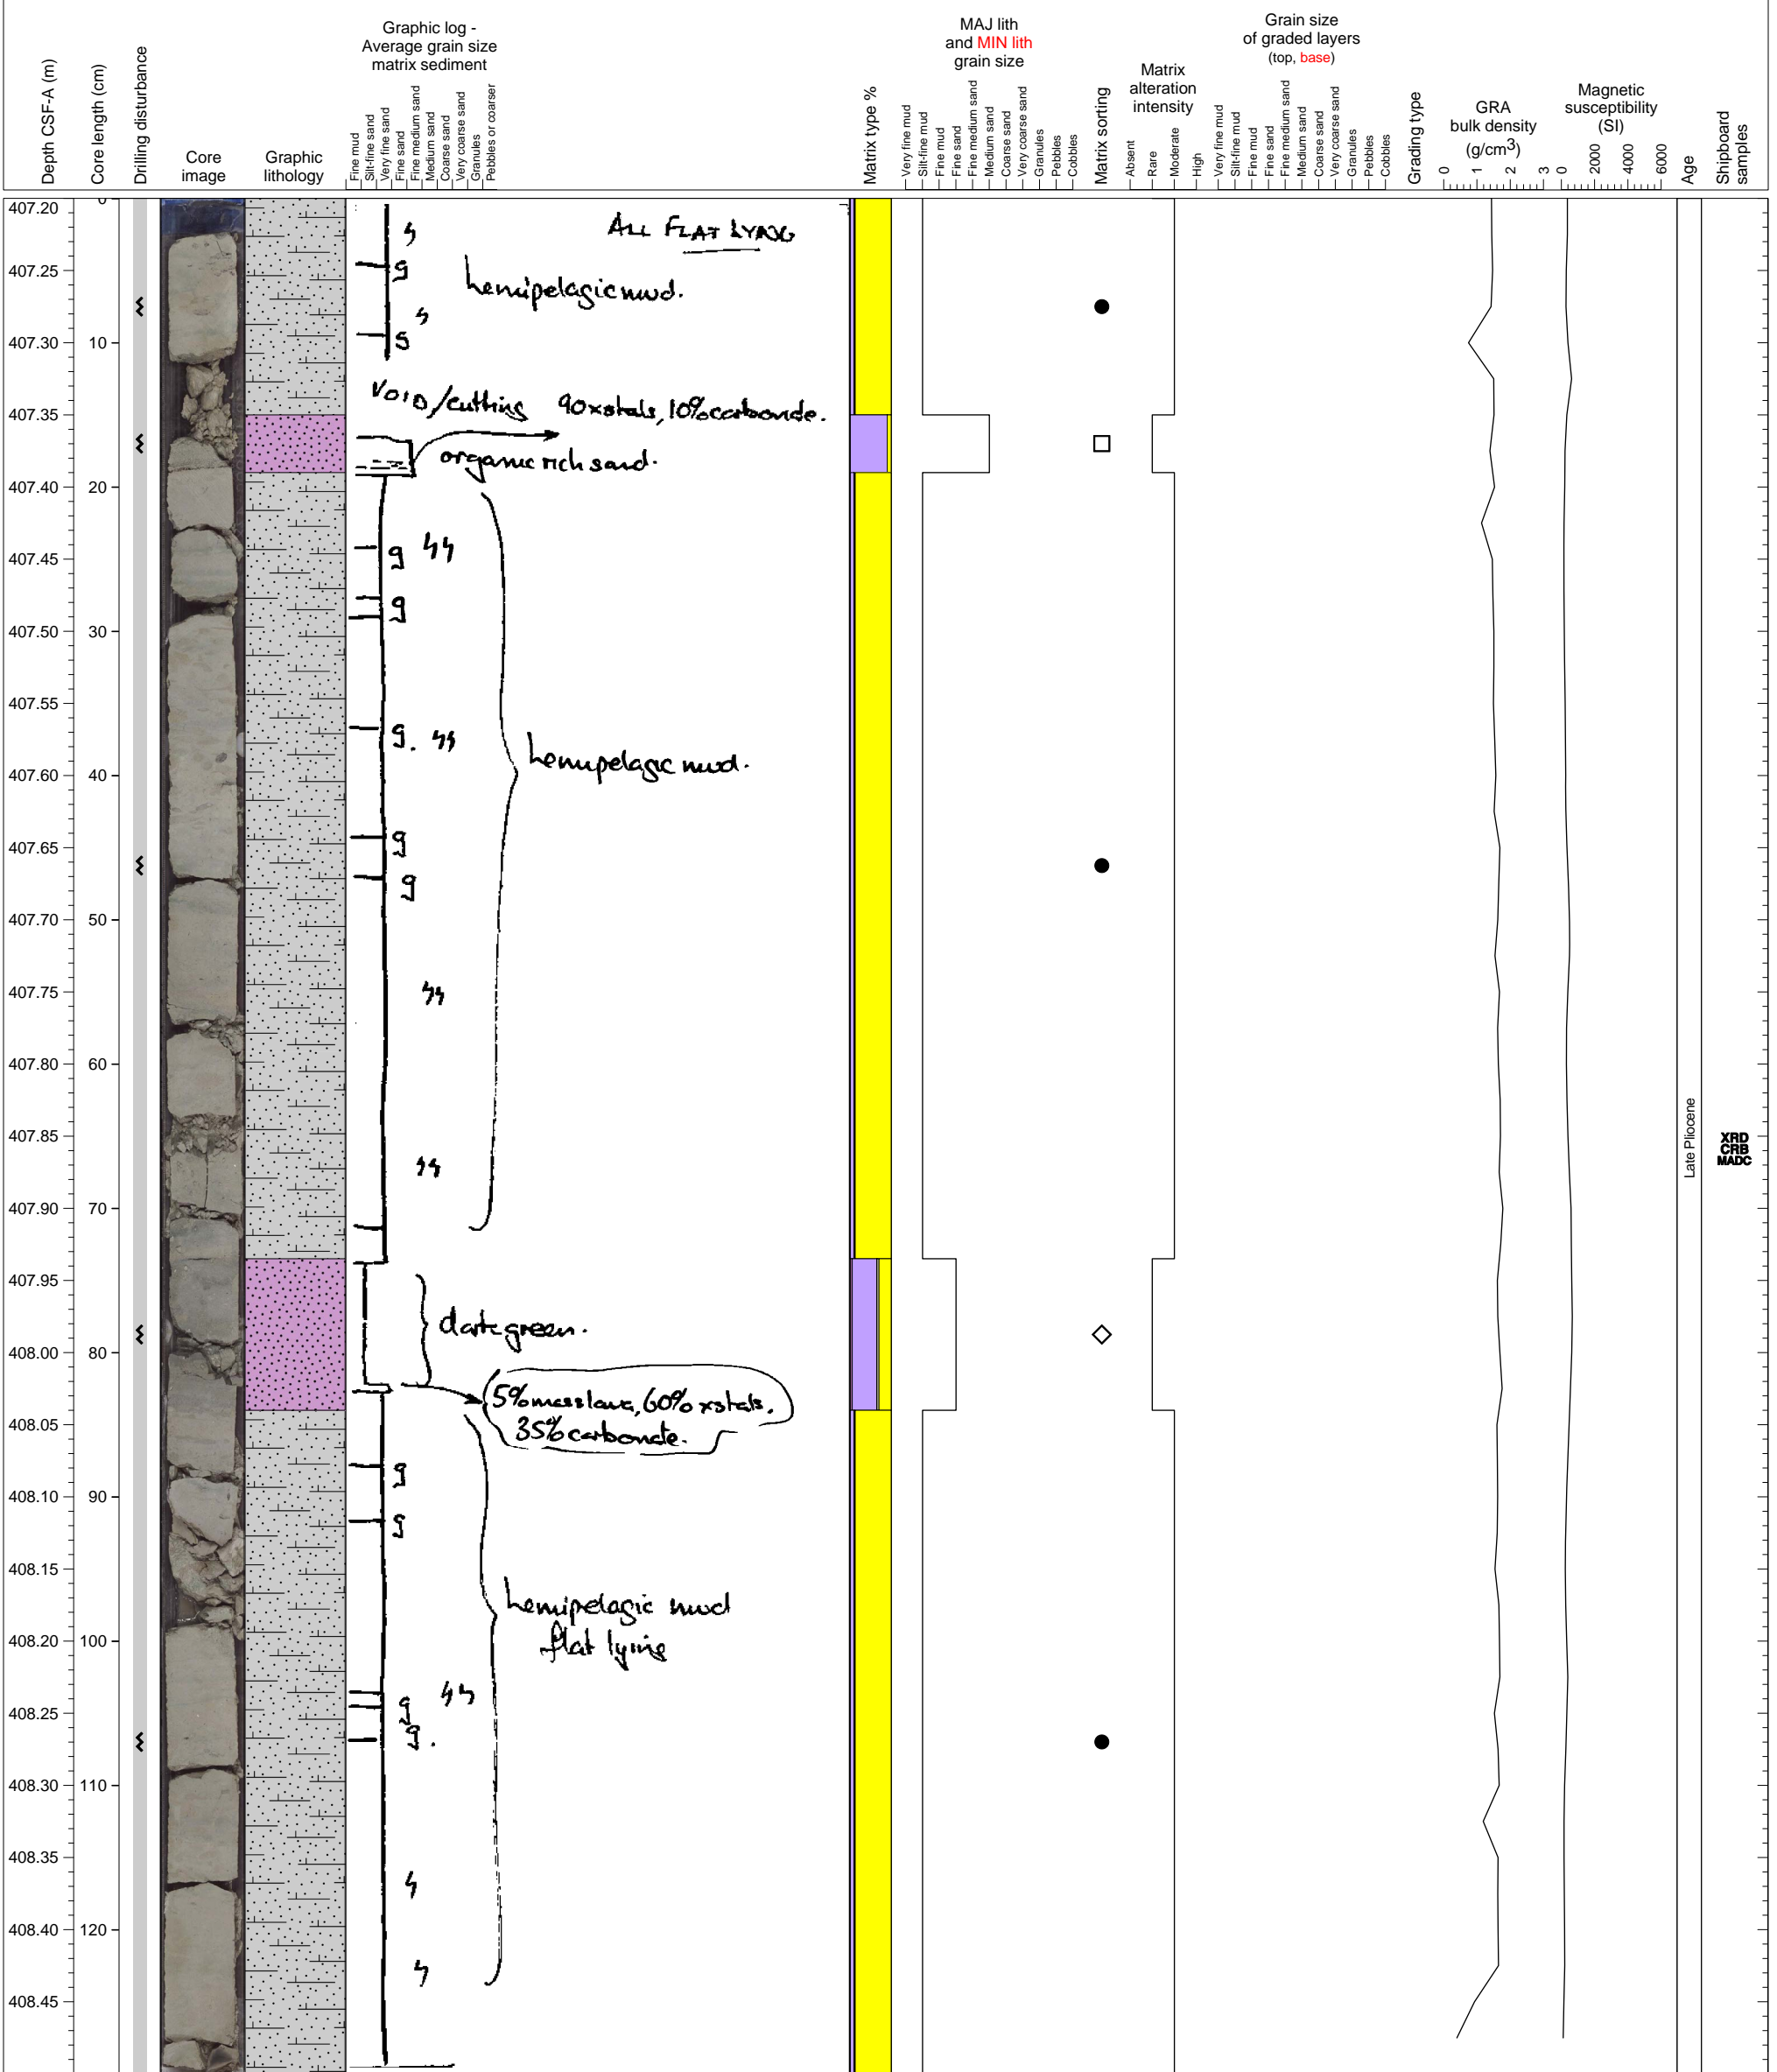 Depth CSF-A (m)
Core length (cm)
Drilling disturbance
Core
image
Graphic
lithology
Graphic log -
Average grain size
matrix sediment
Fine mud
Silt-fine sand
Very fine sand
Fine sand
Fine medium sand
Medium sand
Coarse sand
Very coarse sand
Granules
Pebbles or coarser
Matrix type %
MAJ lith
and MIN lith
grain size
Very fine mud
Silt-fine mud
Fine mud
Fine sand
Fine medium sand
Medium sand
Coarse sand
Very coarse sand
Granules
Pebbles
Cobbles
Matrix sorting
Matrix
alteration
intensity
Absent
Rare
Moderate
High
Grain size
of graded layers
(top, base)
Very fine mud
Silt-fine mud
Fine mud
Fine sand
Fine medium sand
Medium sand
Coarse sand
Very coarse sand
Granules
Pebbles
Cobbles
Grading type
GRA
bulk density
(g/cm3)
0 1 2 3
Magnetic
susceptibility
(SI)
0 2000 4000 6000
Age
Shipboard
samples
407.20
407.25
407.30
407.35
407.40
407.45
407.50
407.55
407.60
407.65
407.70
407.75
407.80
407.85
407.90
407.95
408.00
408.05
408.10
408.15
408.20
408.25
408.30
408.35
408.40
408.45
0
10
20
30
40
50
60
70
80
90
100
110
120
ALL FLAT LYING
g
hemipelagic mud.
g
VOID/cutting 90xstals, 10%carbonde.
organic rich sand.
g
g
g.
hemipelagic mud.
g
g
dark green.
5%messlava, 60% xstals,
35%carbonate.
g
g
hemipelagic mud
flat lying
g
g.
Late Pliocene
XRD
CRB
MADC